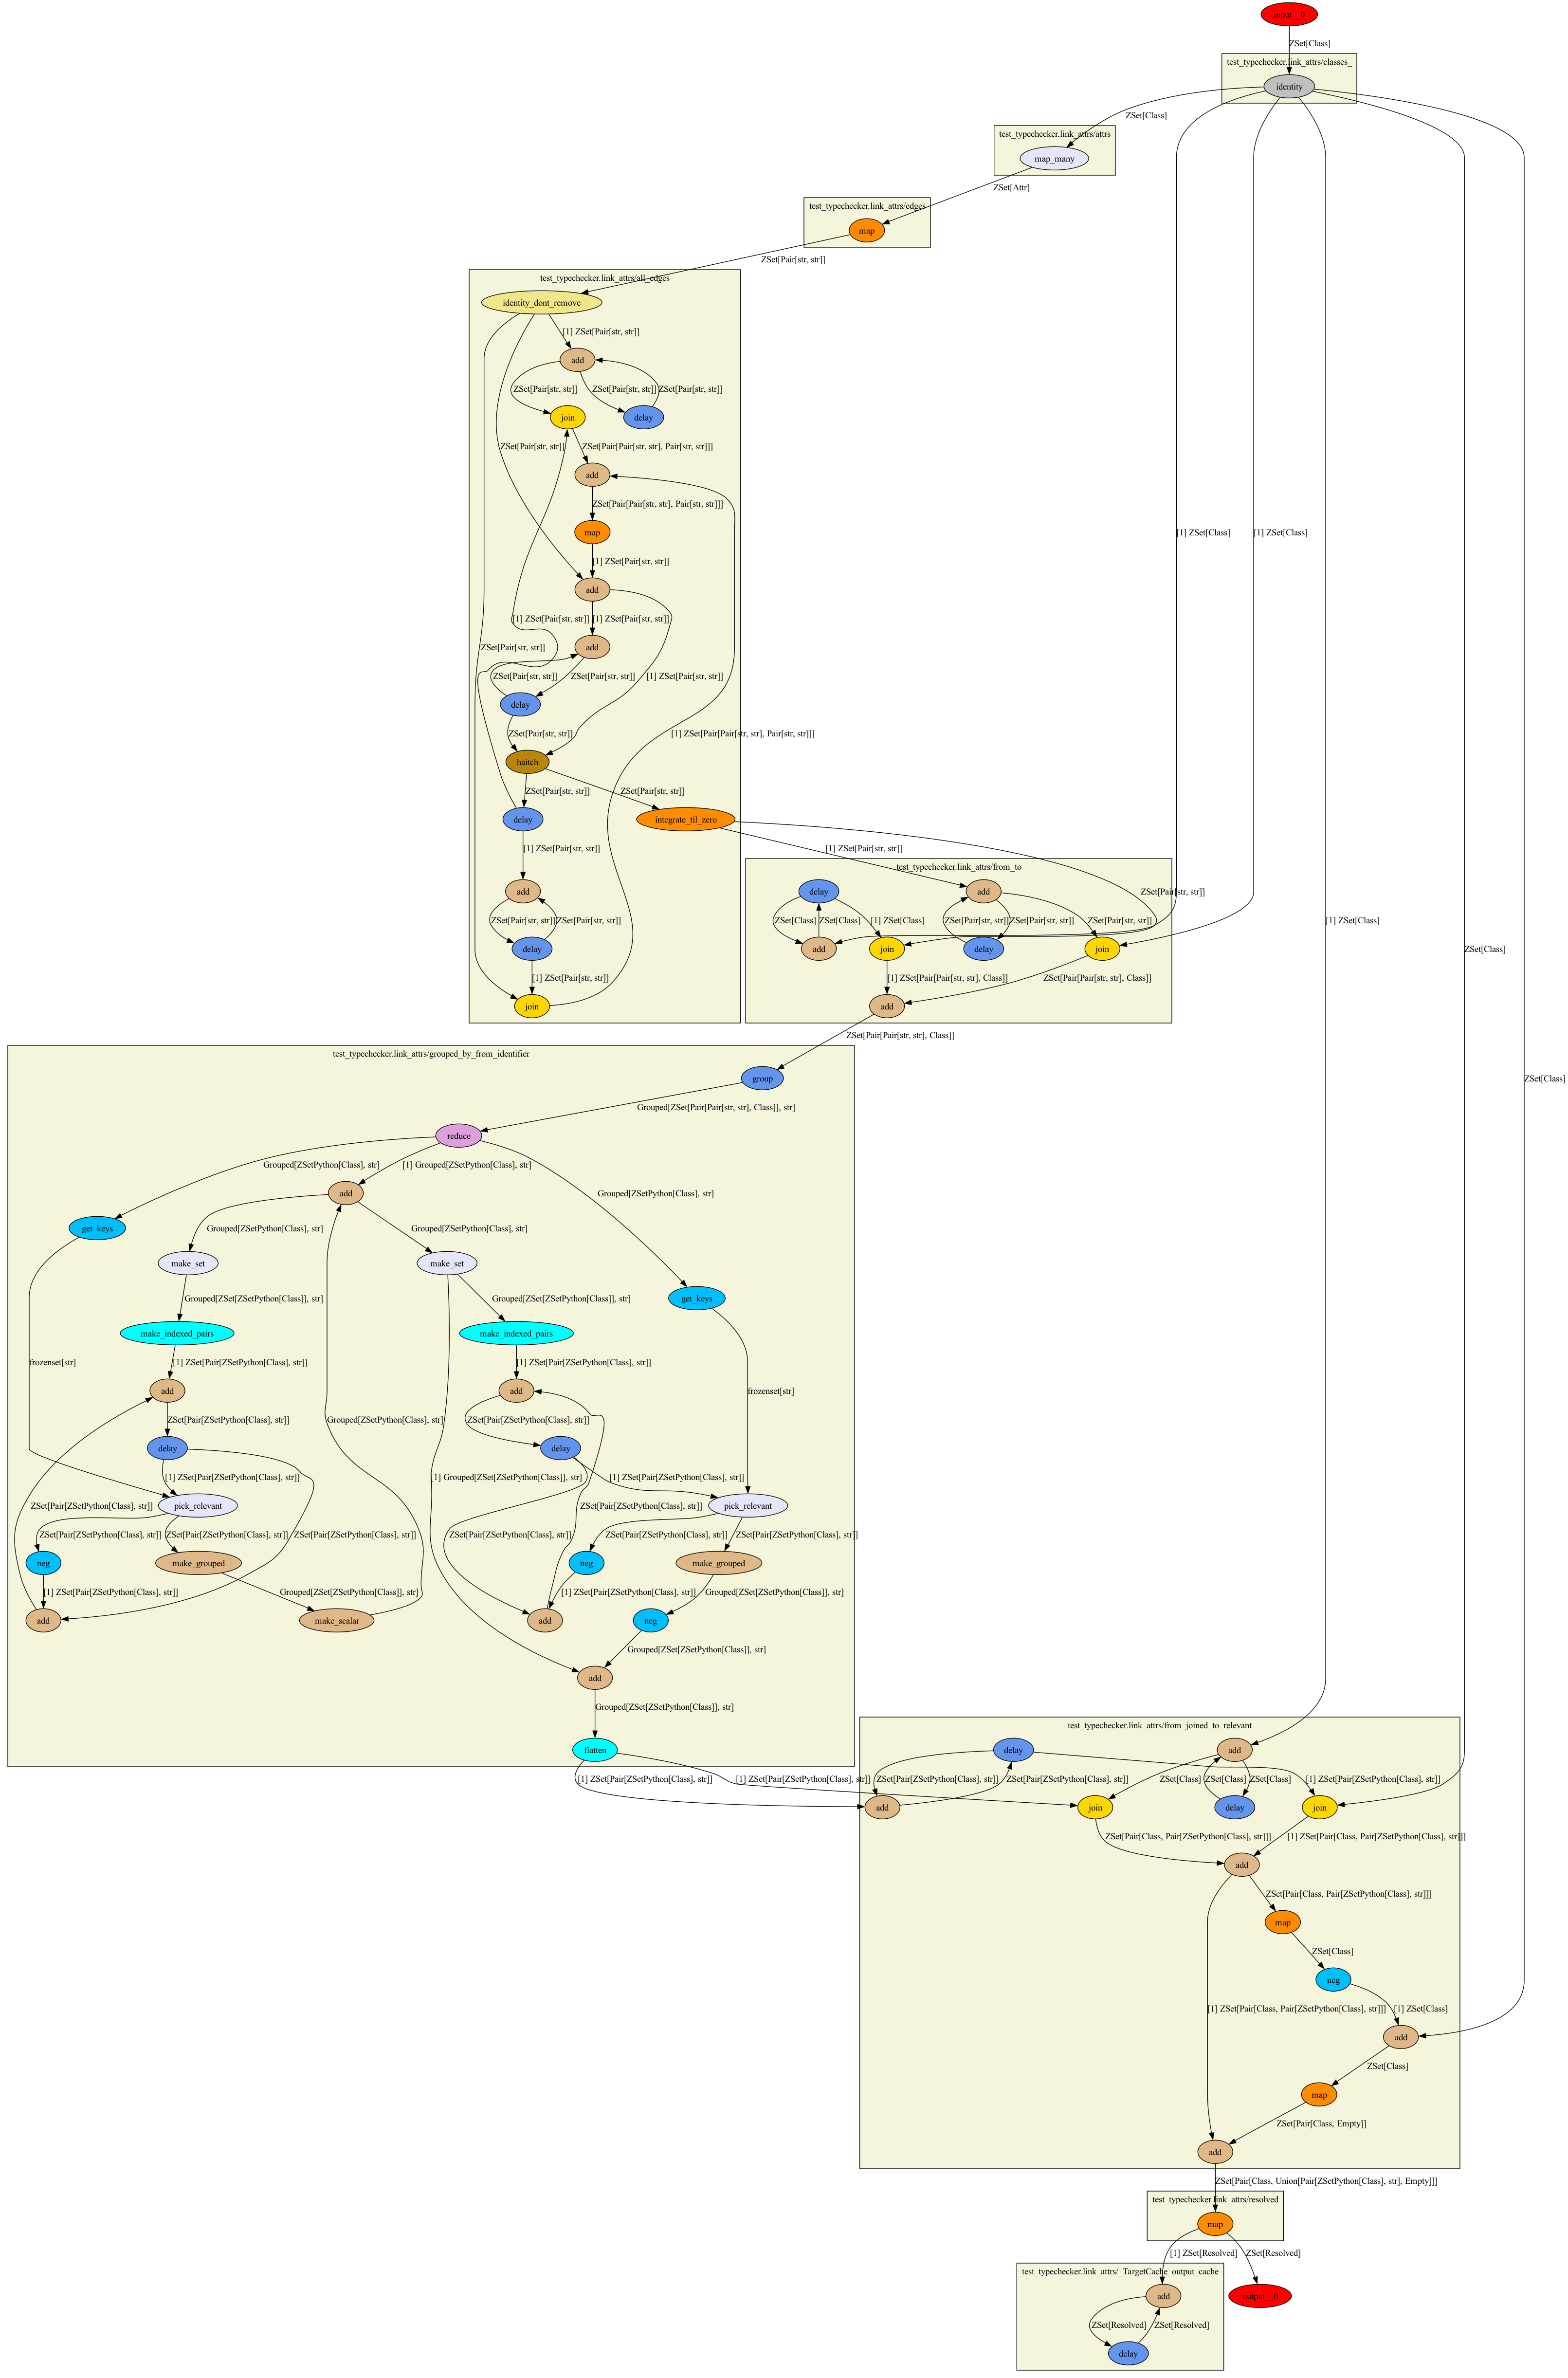 input__0
ZSet[Class]
test_typechecker.link_attrs/classes_
identity
ZSet[Class]
test_typechecker.link_attrs/attrs
map_many
ZSet[Attr]
test_typechecker.link_attrs/edges
map
ZSet[Pair[str, str]]
test_typechecker.link_attrs/all_edges
identity_dont_remove
[1] ZSet[Pair[str, str]]
add
ZSet[Pair[str, str]]
ZSet[Pair[str, str]]
ZSet[Pair[str, str]]
join
delay
ZSet[Pair[str, str]]
ZSet[Pair[Pair[str, str], Pair[str, str]]]
add
ZSet[Pair[Pair[str, str], Pair[str, str]]]
map
[1] ZSet[Class]
[1] ZSet[Class]
[1] ZSet[Pair[str, str]]
add
[1] ZSet[Pair[str, str]]
[1] ZSet[Pair[str, str]]
ZSet[Pair[str, str]]
add
ZSet[Pair[str, str]]
ZSet[Pair[str, str]]
[1] ZSet[Pair[str, str]]
delay
ZSet[Pair[str, str]]
[1] ZSet[Pair[Pair[str, str], Pair[str, str]]]
haitch
ZSet[Pair[str, str]]
ZSet[Pair[str, str]]
delay
integrate_til_zero
[1] ZSet[Pair[str, str]]
[1] ZSet[Pair[str, str]]
test_typechecker.link_attrs/from_to
add
delay
add
ZSet[Pair[str, str]]
ZSet[Pair[str, str]]
ZSet[Pair[str, str]]
ZSet[Class]
ZSet[Class]
[1] ZSet[Class]
ZSet[Pair[str, str]]
ZSet[Pair[str, str]]
ZSet[Pair[str, str]]
[1] ZSet[Class]
ZSet[Class]
delay
add
join
delay
join
[1] ZSet[Pair[str, str]]
[1] ZSet[Pair[Pair[str, str], Class]]
ZSet[Pair[Pair[str, str], Class]]
join
add
ZSet[Pair[Pair[str, str], Class]]
test_typechecker.link_attrs/grouped_by_from_identifier
group
ZSet[Class]
Grouped[ZSet[Pair[Pair[str, str], Class]], str]
reduce
Grouped[ZSetPython[Class], str]
[1] Grouped[ZSetPython[Class], str]
Grouped[ZSetPython[Class], str]
add
get_keys
Grouped[ZSetPython[Class], str]
Grouped[ZSetPython[Class], str]
make_set
make_set
Grouped[ZSet[ZSetPython[Class]], str]
Grouped[ZSet[ZSetPython[Class]], str]
get_keys
make_indexed_pairs
make_indexed_pairs
frozenset[str]
[1] ZSet[Pair[ZSetPython[Class], str]]
[1] ZSet[Pair[ZSetPython[Class], str]]
add
add
frozenset[str]
ZSet[Pair[ZSetPython[Class], str]]
Grouped[ZSetPython[Class], str]
ZSet[Pair[ZSetPython[Class], str]]
delay
delay
[1] ZSet[Pair[ZSetPython[Class], str]]
[1] Grouped[ZSet[ZSetPython[Class]], str]
[1] ZSet[Pair[ZSetPython[Class], str]]
ZSet[Pair[ZSetPython[Class], str]]
pick_relevant
ZSet[Pair[ZSetPython[Class], str]]
pick_relevant
ZSet[Pair[ZSetPython[Class], str]]
ZSet[Pair[ZSetPython[Class], str]]
ZSet[Pair[ZSetPython[Class], str]]
ZSet[Pair[ZSetPython[Class], str]]
ZSet[Pair[ZSetPython[Class], str]]
ZSet[Pair[ZSetPython[Class], str]]
neg
make_grouped
neg
make_grouped
[1] ZSet[Pair[ZSetPython[Class], str]]
Grouped[ZSet[ZSetPython[Class]], str]
[1] ZSet[Pair[ZSetPython[Class], str]]
Grouped[ZSet[ZSetPython[Class]], str]
add
make_scalar
add
neg
Grouped[ZSet[ZSetPython[Class]], str]
add
Grouped[ZSet[ZSetPython[Class]], str]
test_typechecker.link_attrs/from_joined_to_relevant
flatten
delay
add
[1] ZSet[Pair[ZSetPython[Class], str]]
[1] ZSet[Pair[ZSetPython[Class], str]]
ZSet[Pair[ZSetPython[Class], str]]
ZSet[Pair[ZSetPython[Class], str]]
ZSet[Class]
ZSet[Class]
ZSet[Class]
[1] ZSet[Pair[ZSetPython[Class], str]]
add
join
delay
join
ZSet[Pair[Class, Pair[ZSetPython[Class], str]]]
[1] ZSet[Pair[Class, Pair[ZSetPython[Class], str]]]
add
ZSet[Pair[Class, Pair[ZSetPython[Class], str]]]
map
ZSet[Class]
neg
[1] ZSet[Pair[Class, Pair[ZSetPython[Class], str]]]
[1] ZSet[Class]
add
ZSet[Class]
map
ZSet[Pair[Class, Empty]]
add
ZSet[Pair[Class, Union[Pair[ZSetPython[Class], str], Empty]]]
test_typechecker.link_attrs/resolved
map
[1] ZSet[Resolved]
ZSet[Resolved]
test_typechecker.link_attrs/_TargetCache_output_cache
add
output__0
ZSet[Resolved]
ZSet[Resolved]
delay